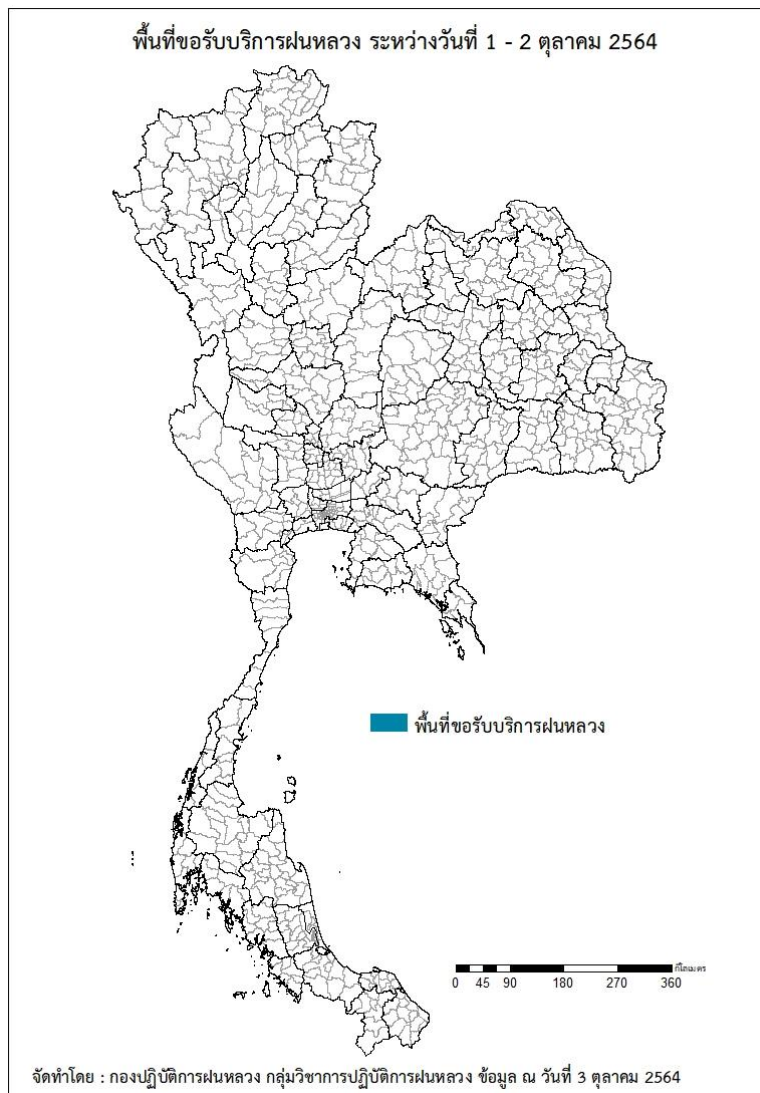 พื้นที่ขอรับบริการฝนหลวง ระหว่างวันที่ 1 - 2 ตุลาคม 2564
พื้นที่ขอรับบริการฝนหลวง
กิโลเมตร
0 45 90 180 270 360
จัดทำโดย : กองปฏิบัติการฝนหลวง กลุ่มวิชาการปฏิบัติการฝนหลวง ข้อมูล ณ วันที่ 3 ตุลาคม 2564